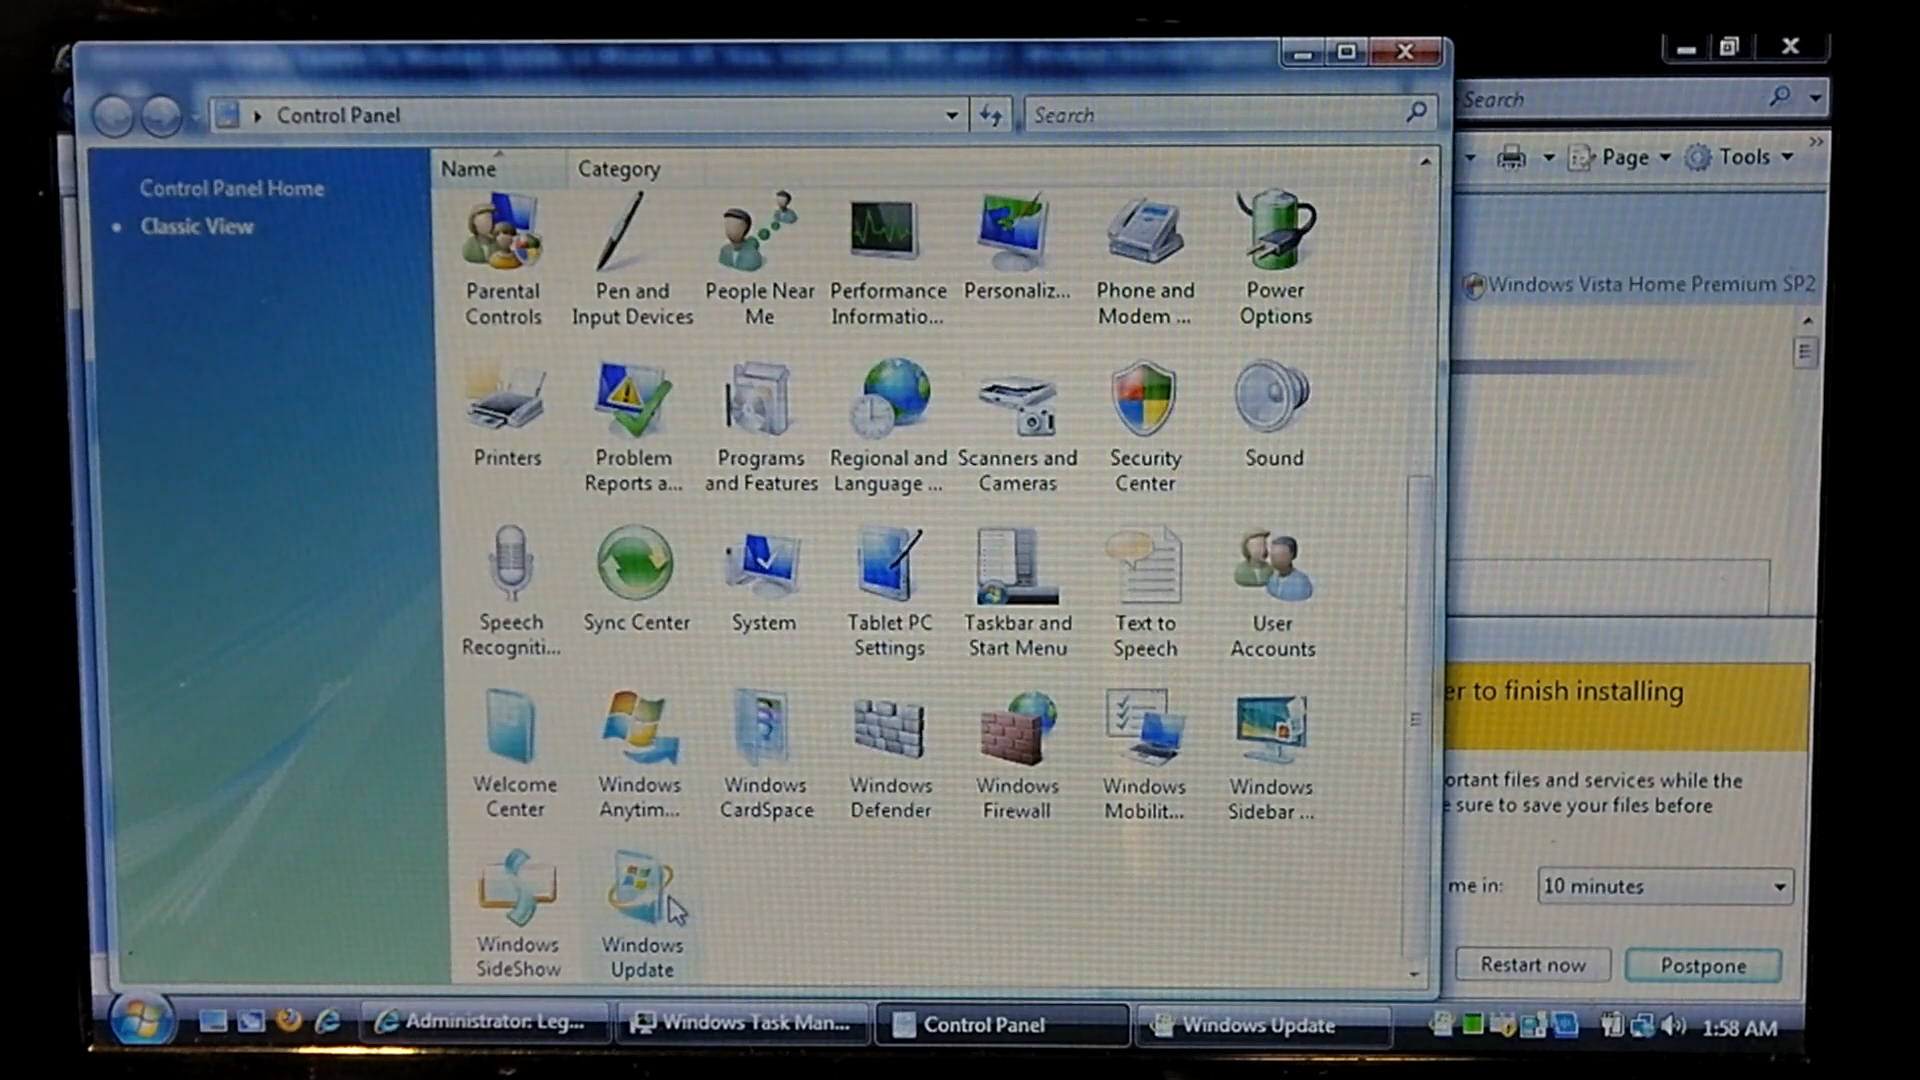 Control Panel
Search
Search
Page
Tools
Control Panel Home
Classic View
Name
Category
Parental Controls
Pen and Input Devices
People Near Me
Performance Informatio...
Personaliz...
Phone and Modem ...
Power Options
Windows Vista Home Premium SP2
Printers
Problem Reports a...
Programs and Features
Regional and Language ...
Scanners and Cameras
Security Center
Sound
Speech Recogniti...
Sync Center
System
Tablet PC Settings
Taskbar and Start Menu
Text to Speech
User Accounts
er to finish installing
Welcome Center
Windows Anytim...
Windows CardSpace
Windows Defender
Windows Firewall
Windows Mobilit...
Windows Sidebar ...
ortant files and services while the
e sure to save your files before
me in:
10 minutes
Windows SideShow
Windows Update
Restart now
Postpone
Administrator: Leg...
Windows Task Man...
Control Panel
Windows Update
1:58 AM